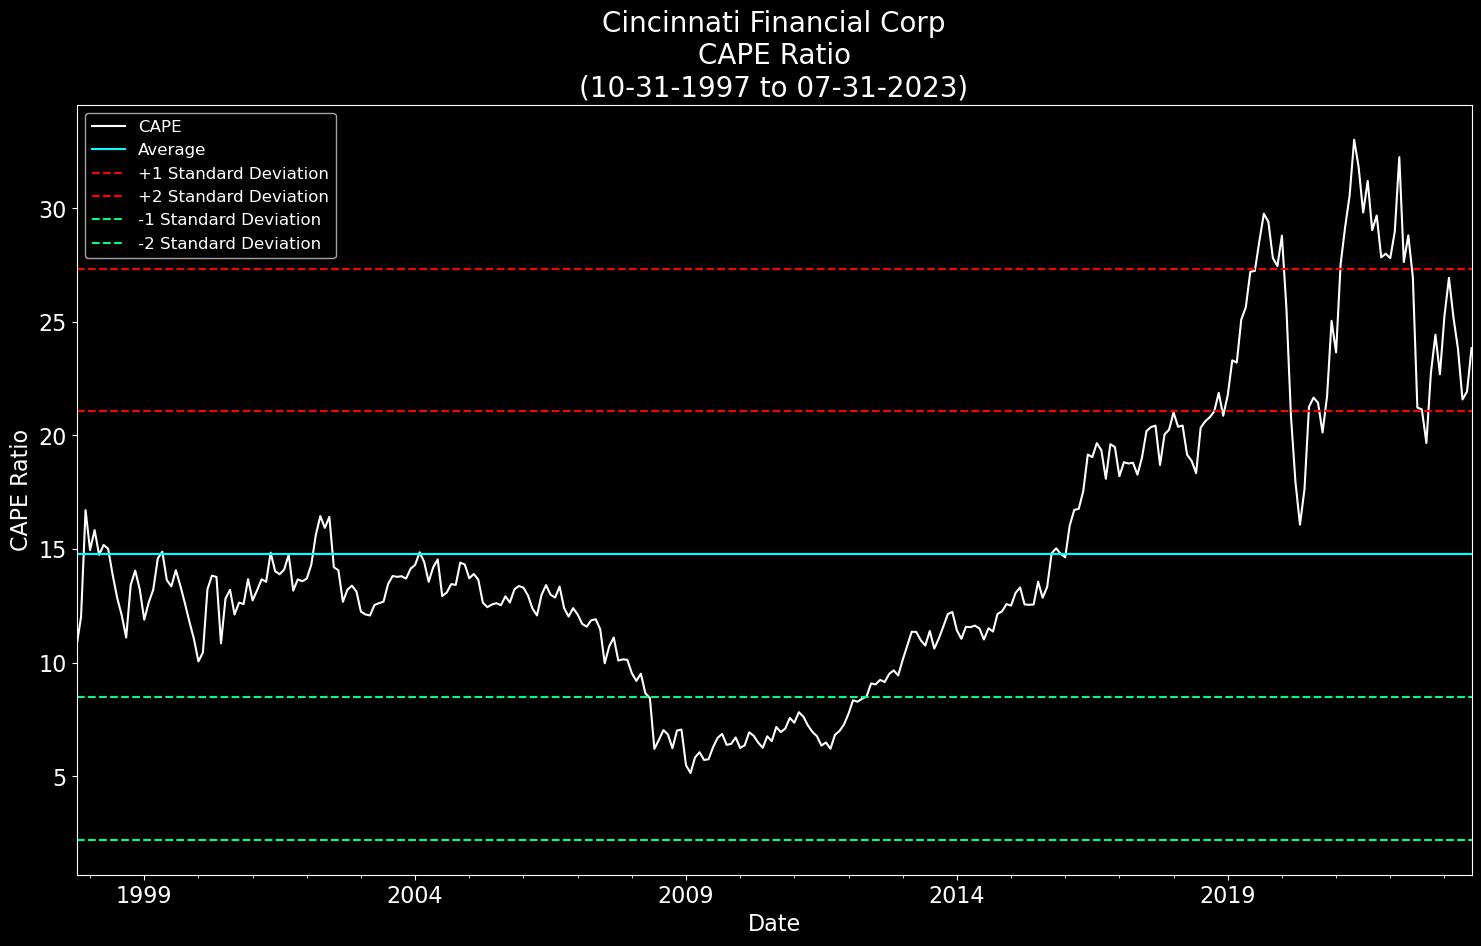 Cincinnati Financial Corp
CAPE Ratio
(10-31-1997 to 07-31-2023)
CAPE
Average
+1 Standard Deviation
+2 Standard Deviation
-1 Standard Deviation
-2 Standard Deviation
30
25
20
15
10
5
CAPE Ratio
1999
2004
2009
2014
2019
Date